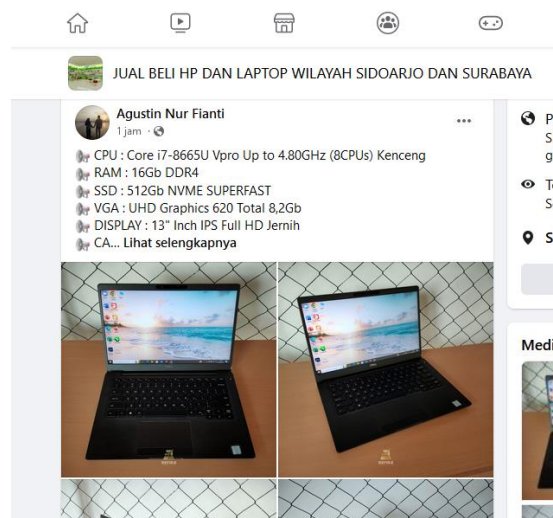 JUAL BELI HP DAN LAPTOP WILAYAH SIDOARJO DAN SURABAYA
Agustin Nur Fianti
1 jam ·
CPU : Core i7-8665U Vpro Up to 4.80GHz (8CPUs) Kenceng
RAM : 16Gb DDR4
SSD : 512Gb NVME SUPERFAST
VGA : UHD Graphics 620 Total 8,2Gb
DISPLAY : 13" Inch IPS Full HD Jernih
CA... Lihat selengkapnya
P
S
g
T
S
S
Medi